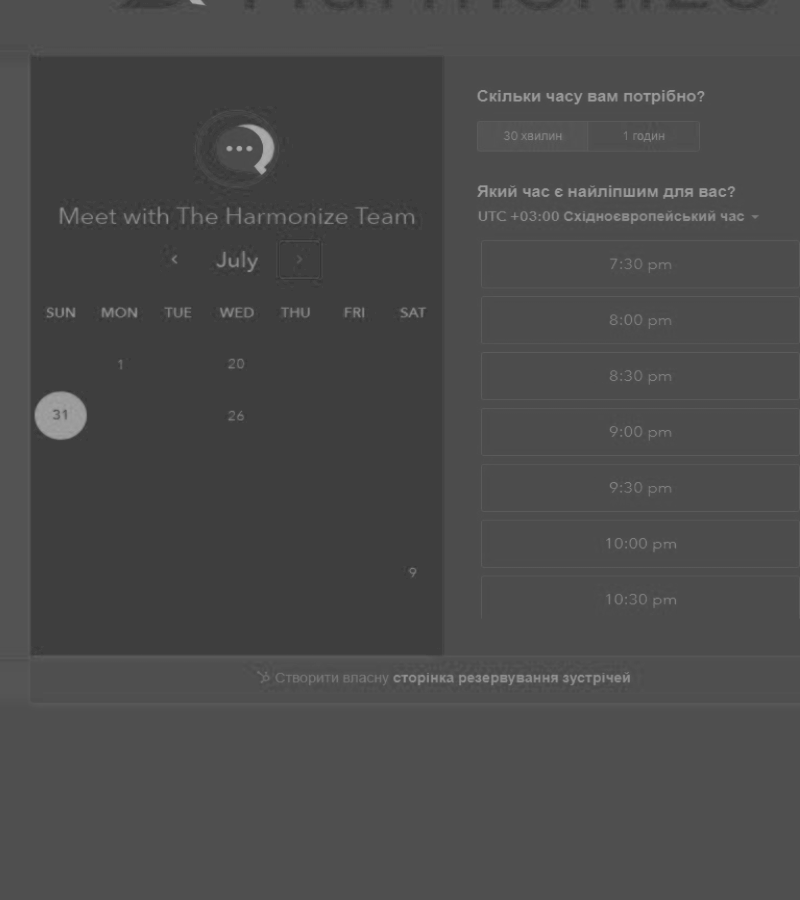 Meet with The Harmonize Team
July
SUN MON TUE WED THU FRI SAT
1 20
31 26
9
Скільки часу вам потрібно?
30 хвилин 1 годин
Який час є найліпшим для вас?
UTC +03:00 Східноєвропейський час
7:30 pm
8:00 pm
8:30 pm
9:00 pm
9:30 pm
10:00 pm
10:30 pm
Створити власну сторінка резервування зустрічей